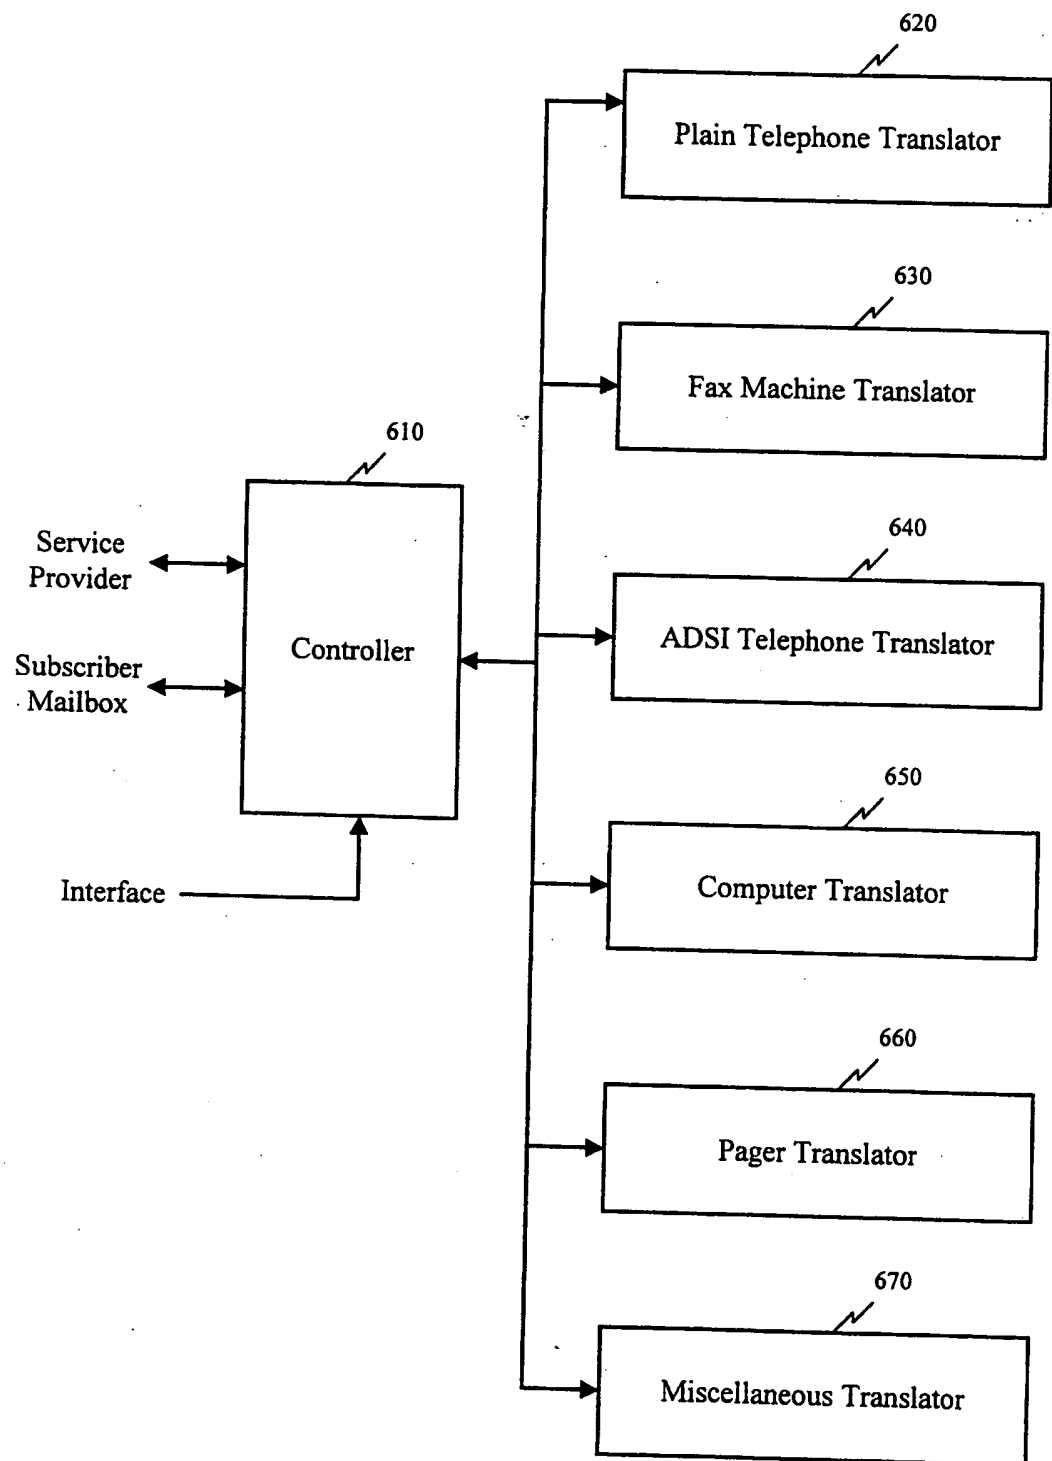 620
Plain Telephone Translator
630
Fax Machine Translator
610
640
Service
Provider
ADSI Telephone Translator
Controller
Subscriber
Mailbox
650
Interface
Computer Translator
660
Pager Translator
670
Miscellaneous Translator